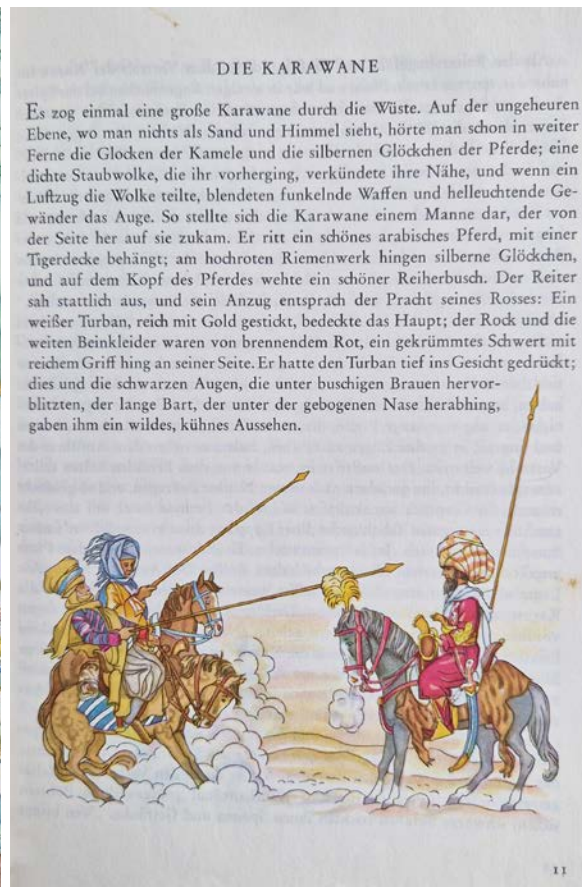 DIE KARAWANE
Es zog einmal eine große Karawane durch die Wüste. Auf der ungeheuren
Ebene, wo man nichts als Sand und Himmel sieht, hörte man schon in weiter
Ferne die Glocken der Kamele und die silbernen Glöckchen der Pferde; eine
dichte Staubwolke, die ihr vorherging, verkündete ihre Nähe, und wenn ein
Luftzug die Wolke teilte, blendeten funkelnde Waffen und helleuchtende Ge-
wänder das Auge. So stellte sich die Karawane einem Manne dar, der von
der Seite her auf sie zukam. Er ritt ein schönes arabisches Pferd, mit einer
Tigerdecke behängt; am hochroten Riemenwerk hingen silberne Glöckchen,
und auf dem Kopf des Pferdes wehte ein schöner Reiherbusch. Der Reiter
sah stattlich aus, und sein Anzug entsprach der Pracht seines Rosses: Ein
weißer Turban, reich mit Gold gestickt, bedeckte das Haupt; der Rock und die
weiten Beinkleider waren von brennendem Rot, ein gekrümmtes Schwert mit
reichem Griff hing an seiner Seite. Er hatte den Turban tief ins Gesicht gedrückt;
dies und die schwarzen Augen, die unter buschigen Brauen hervor-
blitzten, der lange Bart, der unter der gebogenen Nase herabhing,
gaben ihm ein wildes, kühnes Aussehen.
11